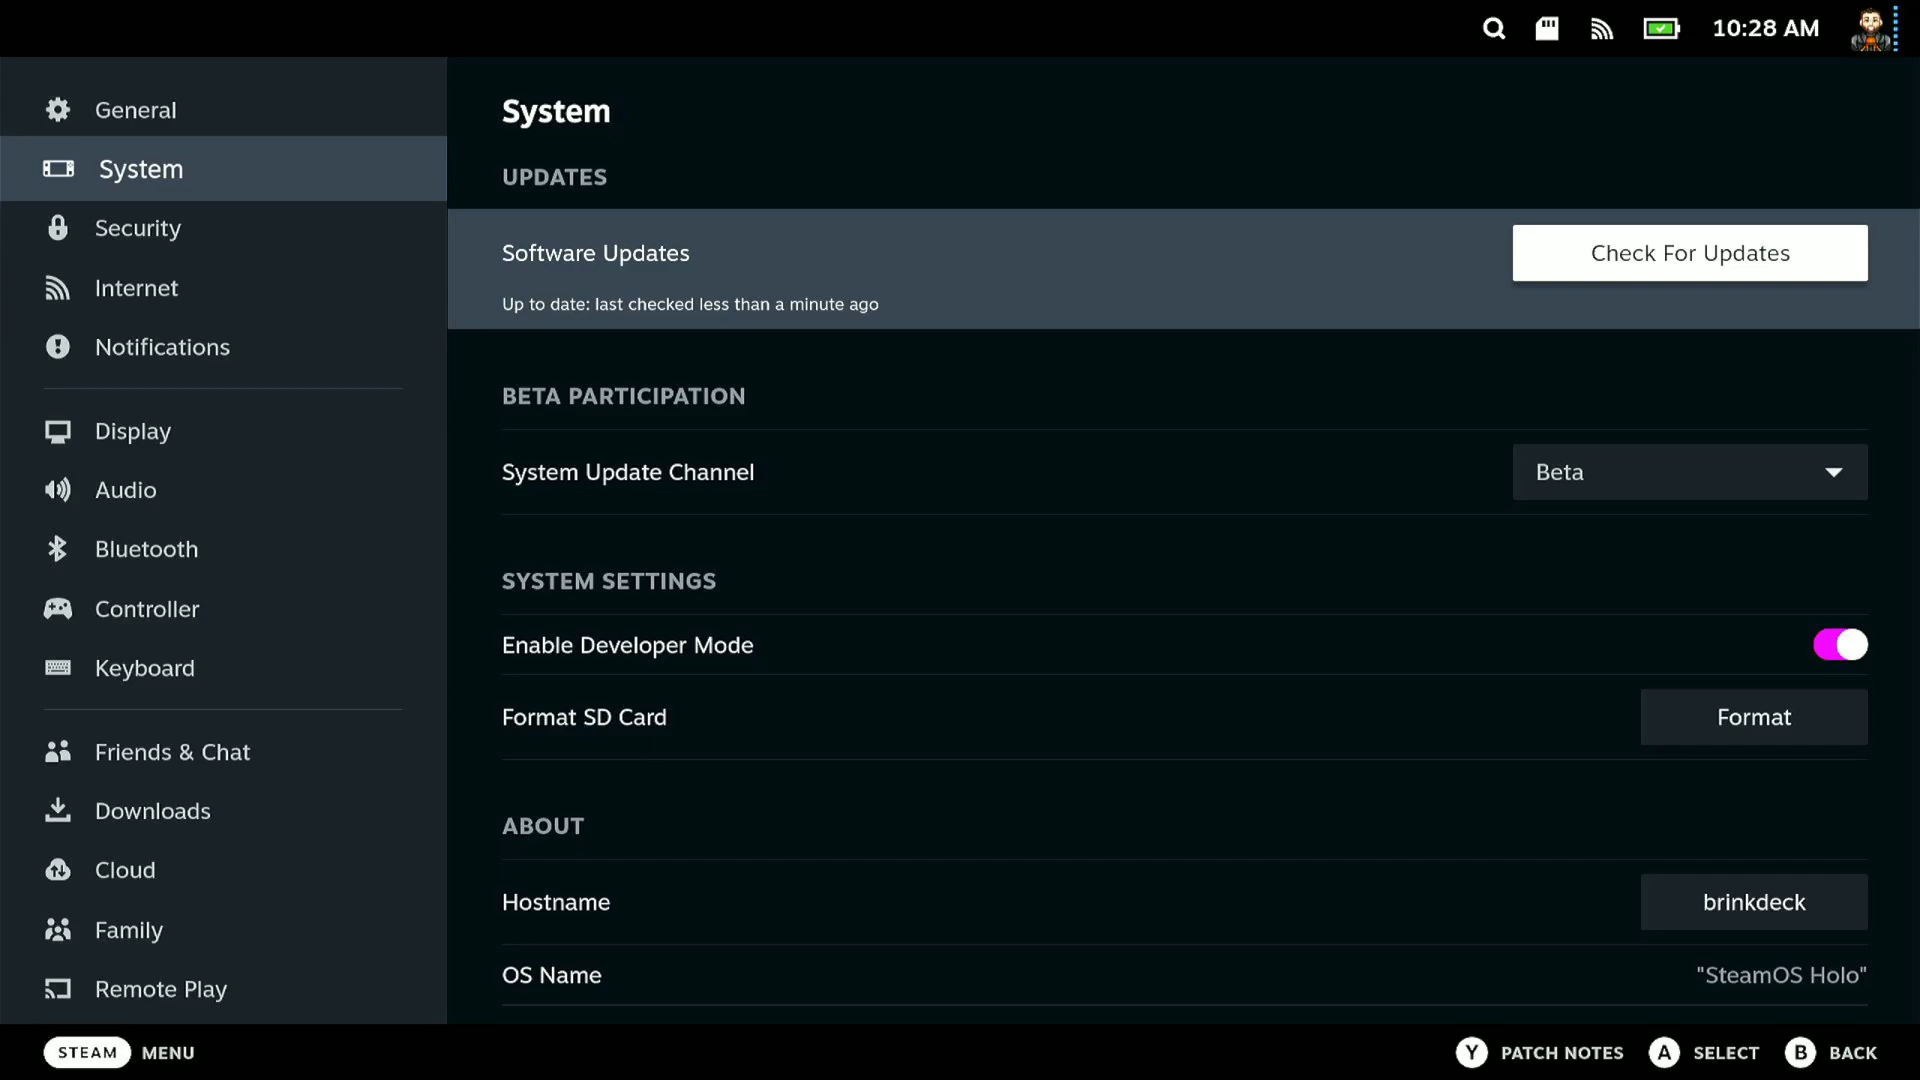 10:28 AM
General
System
Security
Internet
Notifications
Display
Audio
Bluetooth
Controller
Keyboard
Friends & Chat
Downloads
Cloud
Family
Remote Play
System
UPDATES
Software Updates
Check For Updates
Up to date: last checked less than a minute ago
BETA PARTICIPATION
System Update Channel
Beta
SYSTEM SETTINGS
Enable Developer Mode
Format SD Card
Format
ABOUT
Hostname
brinkdeck
OS Name
"SteamOS Holo"
STEAM MENU
Y PATCH NOTES A SELECT B BACK